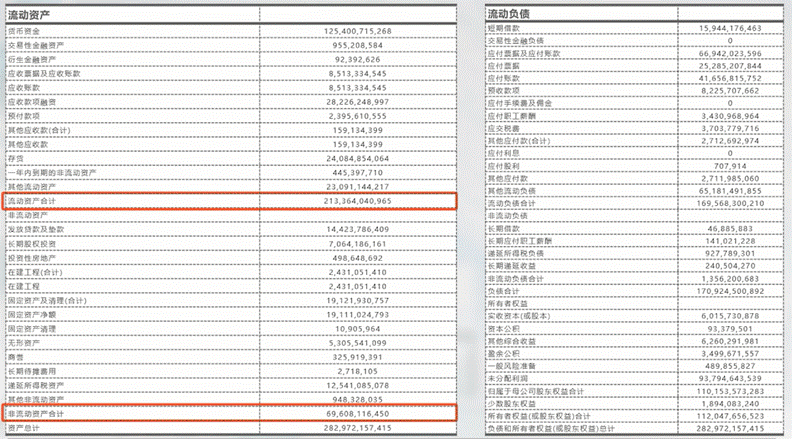 流动资产
货币资金 125,400,715,268
交易性金融资产 955,208,584
衍生金融资产 92,392,626
应收票据及应收账款 8,513,334,545
应收账款 8,513,334,545
应收款项融资 28,226,248,997
预付款项 2,395,610,555
其他应收款(合计) 159,134,399
其他应收款 159,134,399
存货 24,084,854,064
一年内到期的非流动资产 445,397,710
其他流动资产 23,091,144,217
流动资产合计 213,364,040,965
非流动资产
发放贷款及垫款 14,423,786,409
长期股权投资 7,064,186,161
投资性房地产 498,648,692
在建工程(合计) 2,431,051,410
在建工程 2,431,051,410
固定资产及清理(合计) 19,121,930,757
固定资产净额 19,111,024,793
固定资产清理 10,905,964
无形资产 5,305,541,099
商誉 325,919,391
长期待摊费用 2,718,105
递延所得税资产 12,541,085,078
其他非流动资产 948,328,035
非流动资产合计 69,608,116,450
资产总计 282,972,157,415
流动负债
短期借款 15,944,176,463
交易性金融负债 0
应付票据及应付账款 66,942,023,596
应付票据 25,285,207,844
应付账款 41,656,815,752
预收款项 8,225,707,662
应付手续费及佣金 0
应付职工薪酬 3,430,968,964
应交税费 3,703,779,716
其他应付款(合计) 2,712,692,974
应付利息 0
应付股利 707,914
其他应付款 2,711,985,060
其他流动负债 65,181,491,855
流动负债合计 169,568,300,210
非流动负债
长期借款 46,885,883
长期应付职工薪酬 141,021,228
递延所得税负债 927,789,301
长期递延收益 240,504,270
非流动负债合计 1,356,200,683
负债合计 170,924,500,892
所有者权益
实收资本(或股本) 6,015,730,878
资本公积 93,379,501
其他综合收益 6,260,291,981
盈余公积 3,499,671,557
一般风险准备 489,855,827
未分配利润 93,794,643,539
归属于母公司股东权益合计 110,153,573,283
少数股东权益 1,894,083,240
所有者权益(或股东权益)合计 112,047,656,523
负债和所有者权益(或股东权益)总计 282,972,157,415